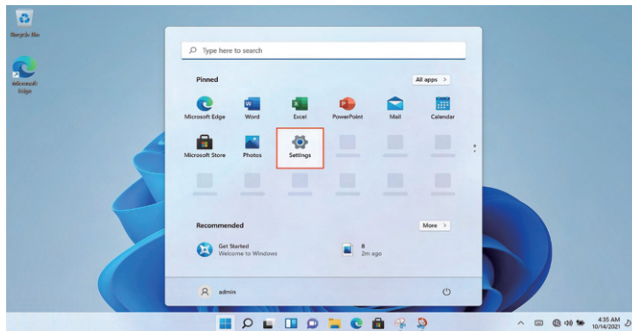 Recycle Bin
Microsoft
Edge
Type here to search
Pinned
All apps >
Microsoft Edge
Word
Excel
PowerPoint
Mail
Calendar
Microsoft Store
Photos
Settings
Recommended
More >
Get Started
Welcome to Windows
8
2m ago
admin
4:35 AM
10/14/2021